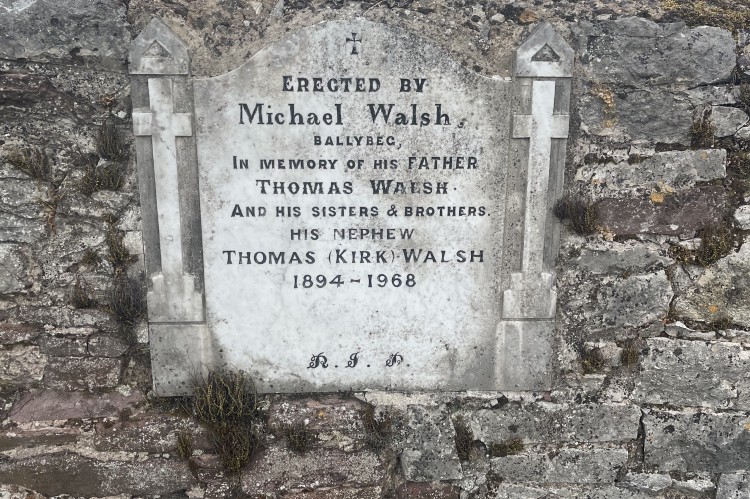 ERECTED BY
Michael Walsh,
BALLYBEG,
IN MEMORY OF HIS FATHER
THOMAS WALSH.
AND HIS SISTERS & BROTHERS.
HIS NEPHEW
THOMAS (KIRK) WALSH
1894-1968
R. I. P.